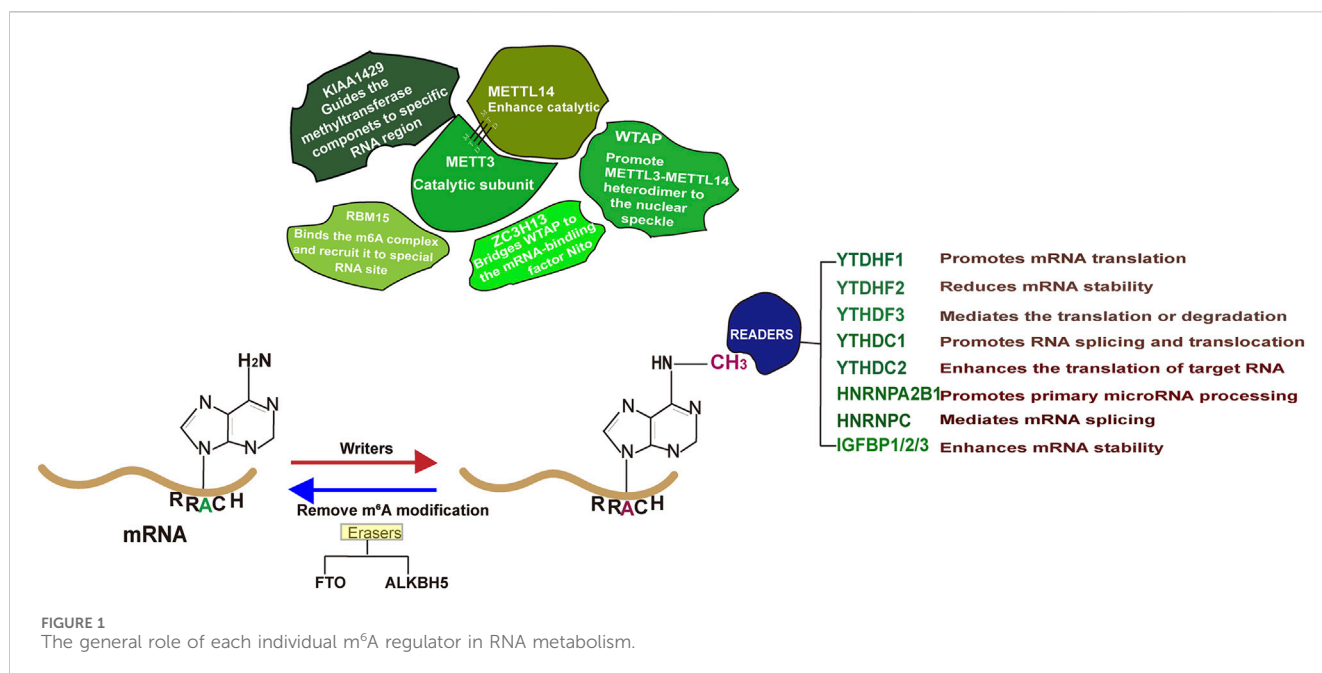 KIAA1429
Guides the
methyltransferase
componets to specific
RNA region
METTL14
Enhance catalytic
M T D
M T D
METT3
Catalytic subunit
WTAP
Promote
METTL3-METTL14
heterodimer to
the nuclear
speckle
RBM15
Binds the m6A complex
and recruit it to special
RNA site
ZC3H13
Bridges WTAP to
the mRNA-bindling
factor Nito
READERS
YTDHF1 Promotes mRNA translation
YTDHF2 Reduces mRNA stability
YTHDF3 Mediates the translation or degradation
YTHDC1 Promotes RNA splicing and translocation
YTHDC2 Enhances the translation of target RNA
HNRNPA2B1 Promotes primary microRNA processing
HNRNPC Mediates mRNA splicing
IGFBP1/2/3 Enhances mRNA stability
H₂N
N
N
N
N
RRACH
mRNA
Writers
Remove m⁶A modification
Erasers
FTO ALKBH5
HN CH₃
N
N
N
N
RRACH
FIGURE 1
The general role of each individual m⁶A regulator in RNA metabolism.